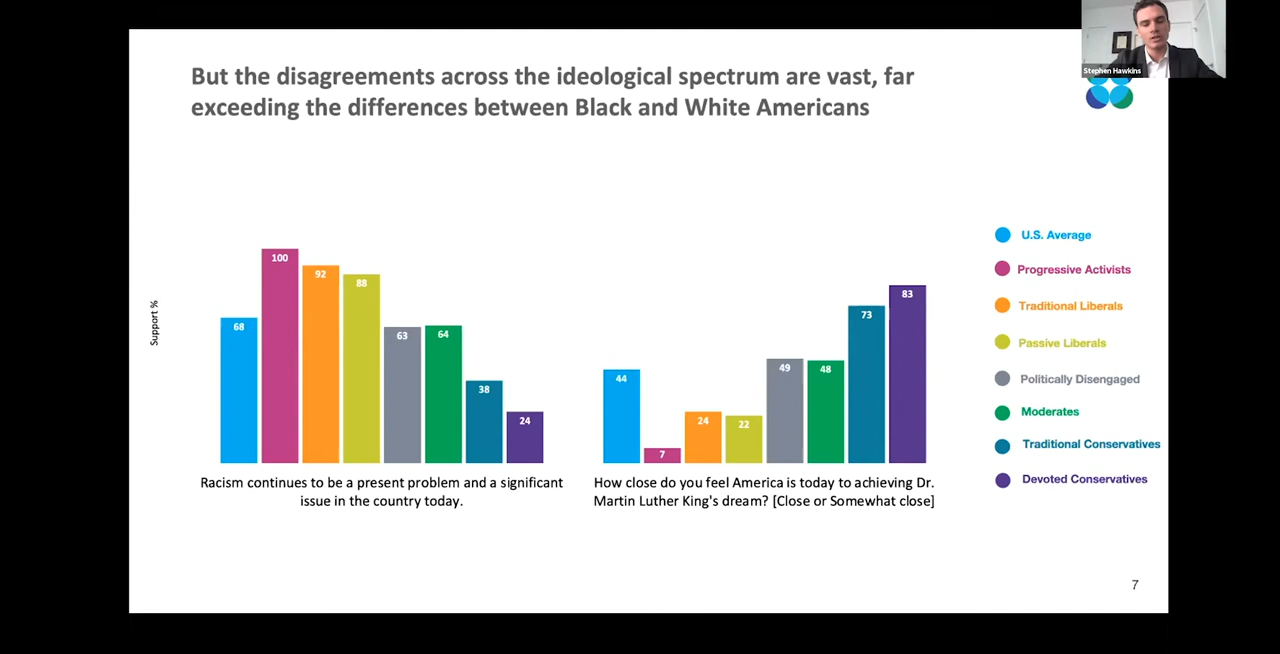 Stephen Hawkins
But the disagreements across the ideological spectrum are vast, far
exceeding the differences between Black and White Americans
Support %
68
100
92
88
63
64
38
24
Racism continues to be a present problem and a significant
issue in the country today.
44
7
24
22
49
48
73
83
How close do you feel America is today to achieving Dr.
Martin Luther King's dream? [Close or Somewhat close]
U.S. Average
Progressive Activists
Traditional Liberals
Passive Liberals
Politically Disengaged
Moderates
Traditional Conservatives
Devoted Conservatives
7